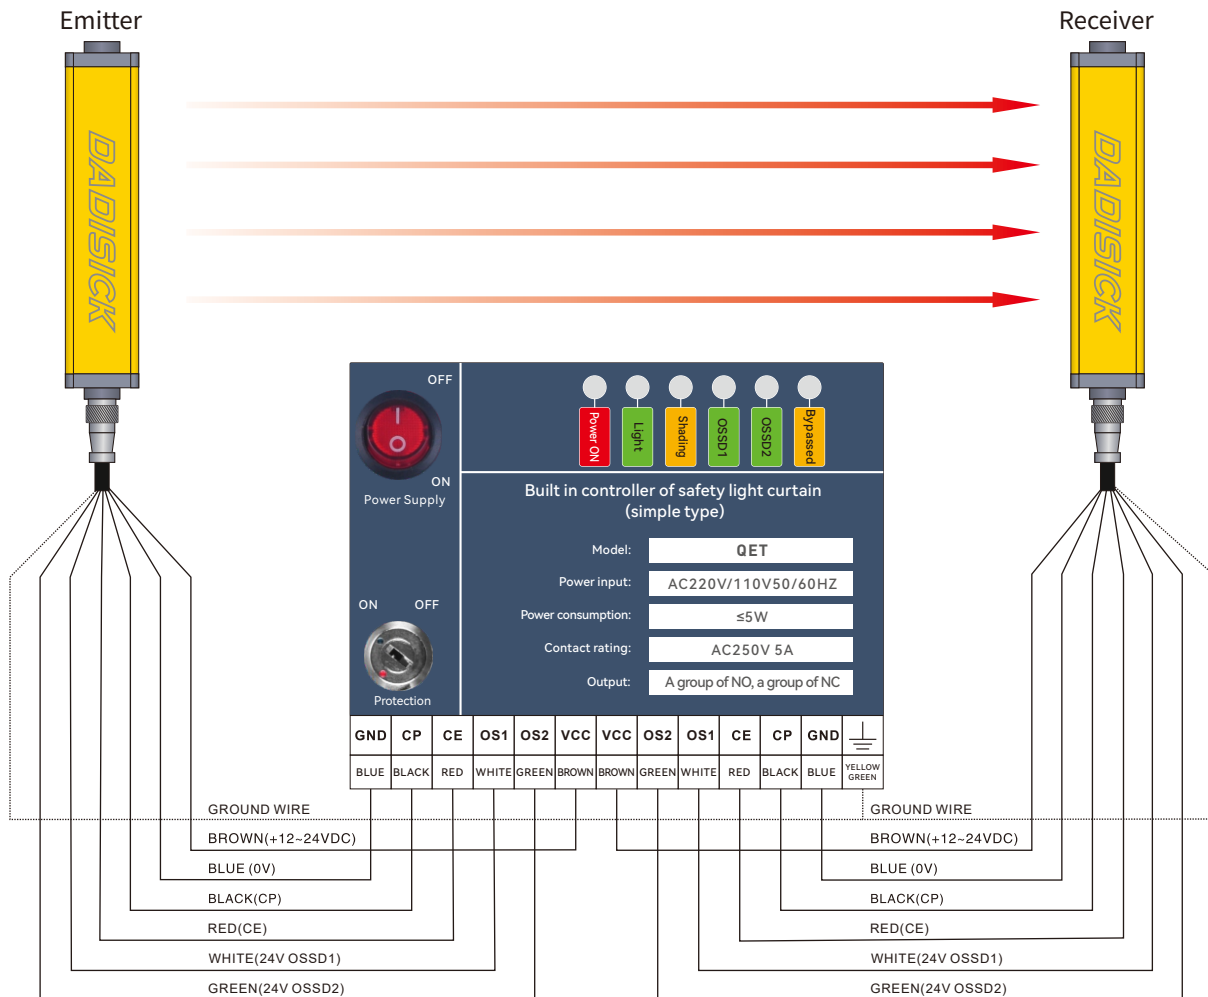 Emitter
Receiver
DADISICK
DADISICK
OFF
ON
Power Supply
ON
OFF
Protection
Power ON
Light
Shading
OSSD1
OSSD2
Bypassed
Built in controller of safety light curtain
(simple type)
Model: QET
Power input: AC220V/110V50/60HZ
Power consumption: ≤5W
Contact rating: AC250V 5A
Output: A group of NO, a group of NC
GND CP CE OS1 OS2 VCC VCC OS2 OS1 CE CP GND
BLUE BLACK RED WHITE GREEN BROWN BROWN GREEN WHITE RED BLACK BLUE YELLOW
GREEN
GROUND WIRE
BROWN(+12~24VDC)
BLUE (0V)
BLACK(CP)
RED(CE)
WHITE(24V OSSD1)
GREEN(24V OSSD2)
GROUND WIRE
BROWN(+12~24VDC)
BLUE (0V)
BLACK(CP)
RED(CE)
WHITE(24V OSSD1)
GREEN(24V OSSD2)